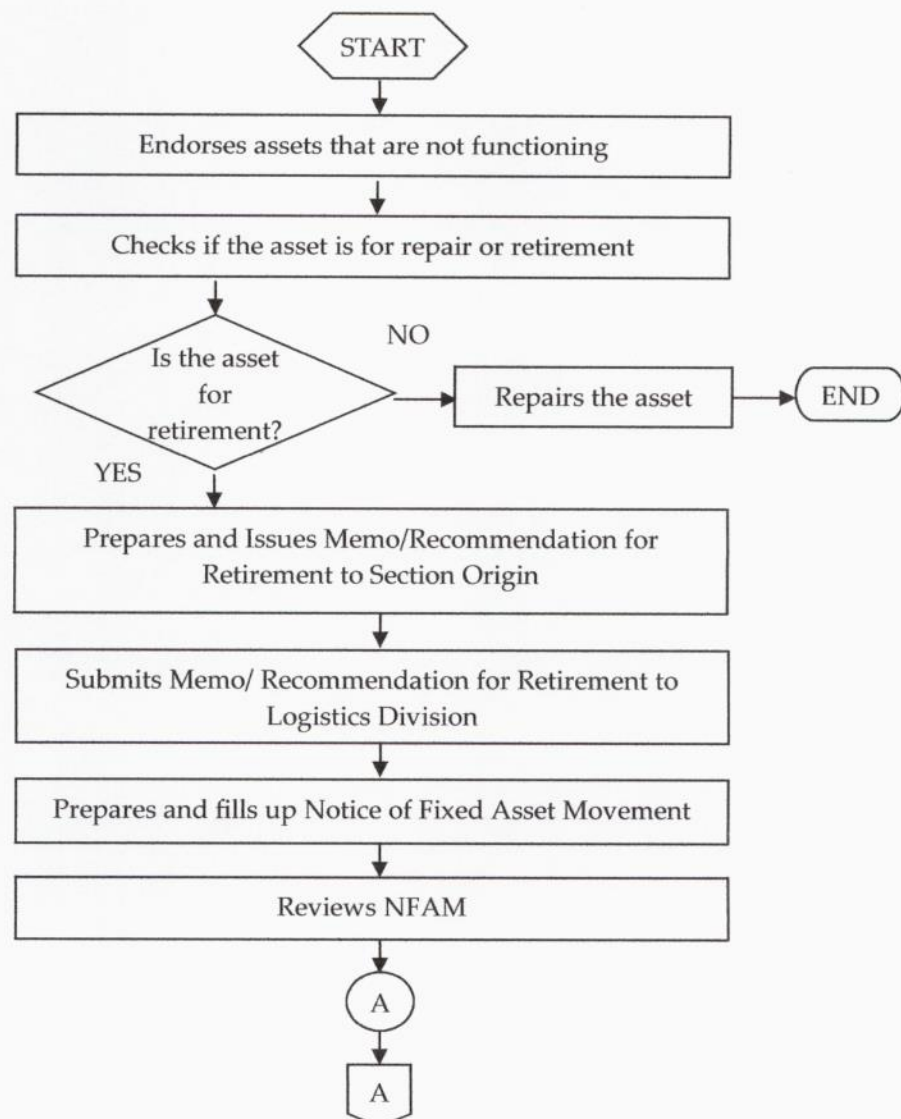 START
Endorses assets that are not functioning
Checks if the asset is for repair or retirement
Is the asset
for
retirement?
NO
Repairs the asset
END
YES
Prepares and Issues Memo/Recommendation for
Retirement to Section Origin
Submits Memo/ Recommendation for Retirement to
Logistics Division
Prepares and fills up Notice of Fixed Asset Movement
Reviews NFAM
A
A